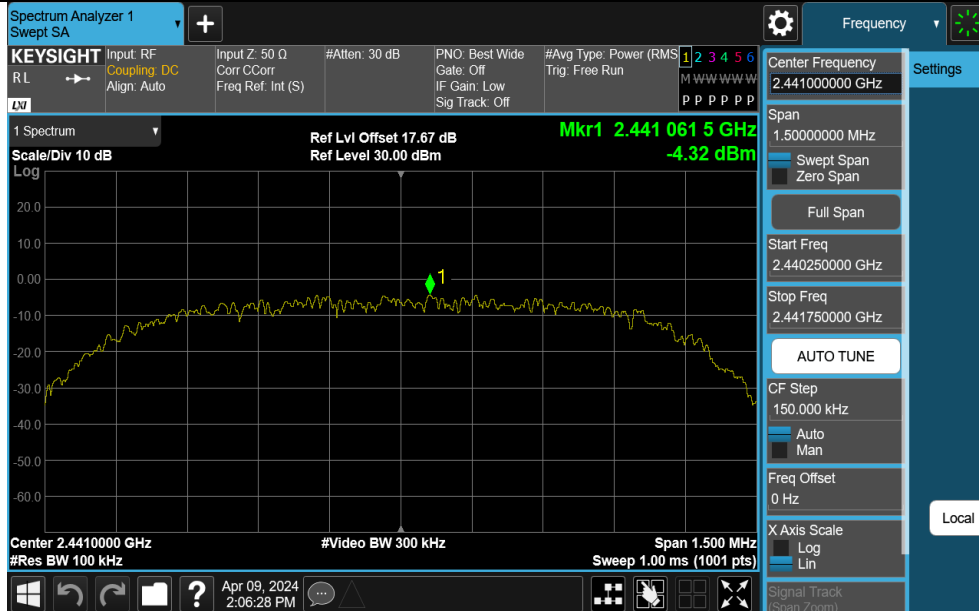 Spectrum Analyzer 1
Swept SA
+
Frequency
KEYSIGHT
R L
LXI
Input: RF
Coupling: DC
Align: Auto
Input Z: 50 Ω
Corr CCorr
Freq Ref: Int (S)
#Atten: 30 dB
PNO: Best Wide
Gate: Off
IF Gain: Low
Sig Track: Off
#Avg Type: Power (RMS
Trig: Free Run
1 2 3 4 5 6
M W W W W W
P P P P P P
Center Frequency
2.441000000 GHz
Settings
1 Spectrum
Scale/Div 10 dB
Log
Ref Lvl Offset 17.67 dB
Ref Level 30.00 dBm
Mkr1 2.441 061 5 GHz
-4.32 dBm
Span
1.50000000 MHz
Swept Span
Zero Span
Full Span
Start Freq
2.440250000 GHz
Stop Freq
2.441750000 GHz
AUTO TUNE
CF Step
150.000 kHz
Auto
Man
Freq Offset
0 Hz
X Axis Scale
Log
Lin
Signal Track
(Span Zoom)
Local
20.0
10.0
0.00
-10.0
-20.0
-30.0
-40.0
-50.0
-60.0
1
Center 2.4410000 GHz
#Res BW 100 kHz
#Video BW 300 kHz
Span 1.500 MHz
Sweep 1.00 ms (1001 pts)
?
Apr 09, 2024
2:06:28 PM